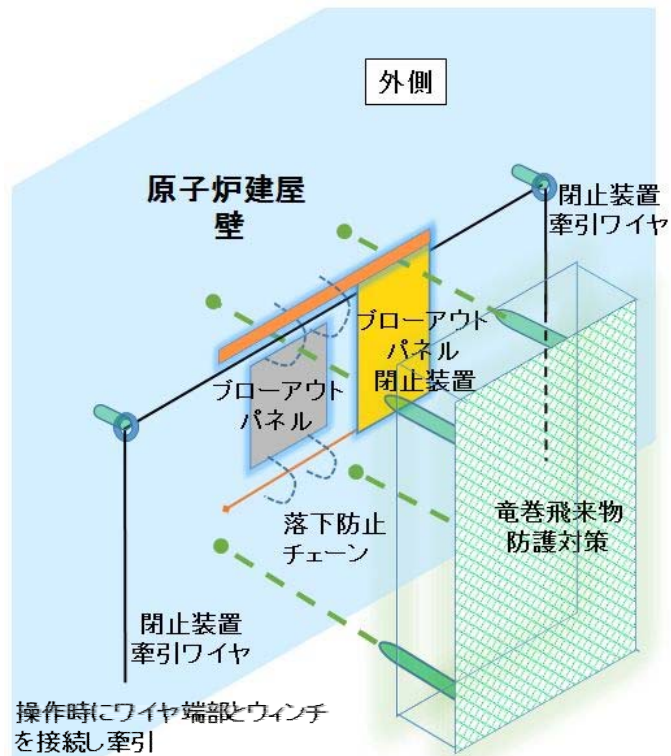 外側
原子炉建屋
壁
閉止装置
牽引ワイヤ
ブローアウト
パネル
閉止装置
ブローアウト
パネル
竜巻飛来物
防護対策
落下防止
チェーン
閉止装置
牽引ワイヤ
操作時にワイヤ端部とウィンチ
を接続し牽引